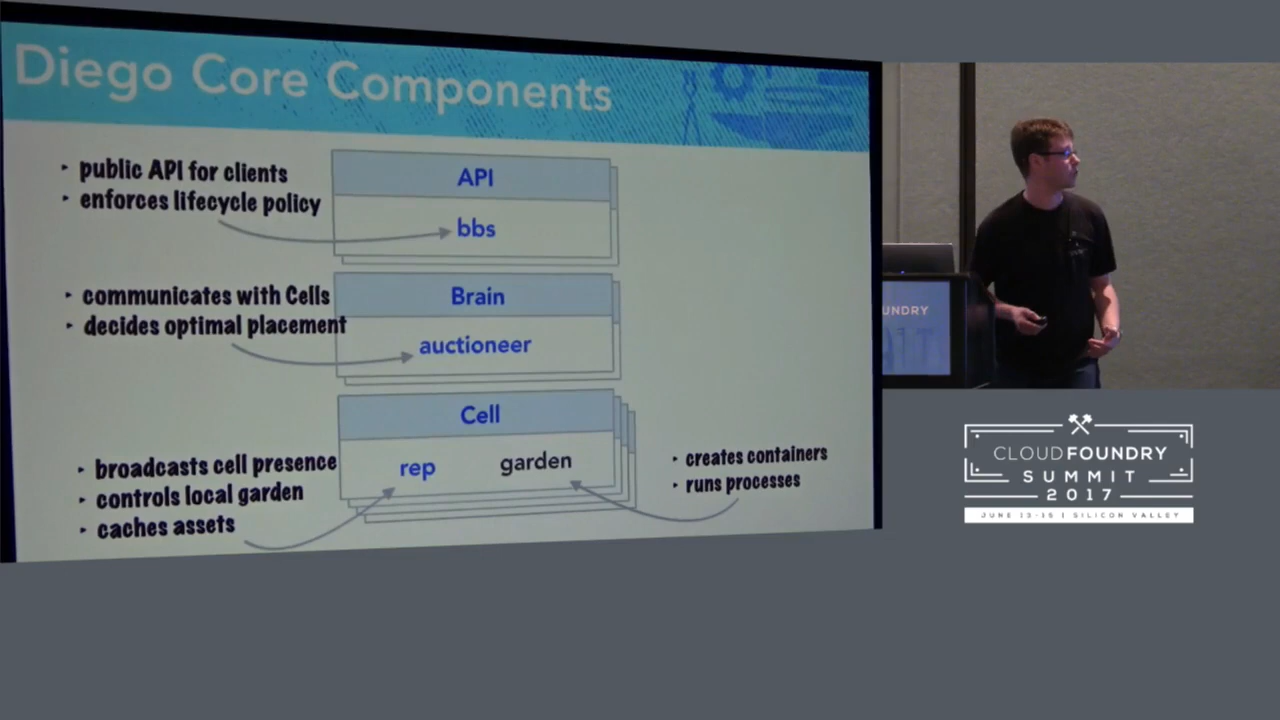 Diego Core Components
‣ public API for clients
‣ enforces lifecycle policy
API
bbs
‣ communicates with Cells
‣ decides optimal placement
Brain
auctioneer
Cell
rep garden
‣ broadcasts cell presence
‣ controls local garden
‣ caches assets
‣ creates containers
‣ runs processes
UNDRY
CLOUDFOUNDRY
SUMMIT
2017
JUNE 13-15 | SILICON VALLEY